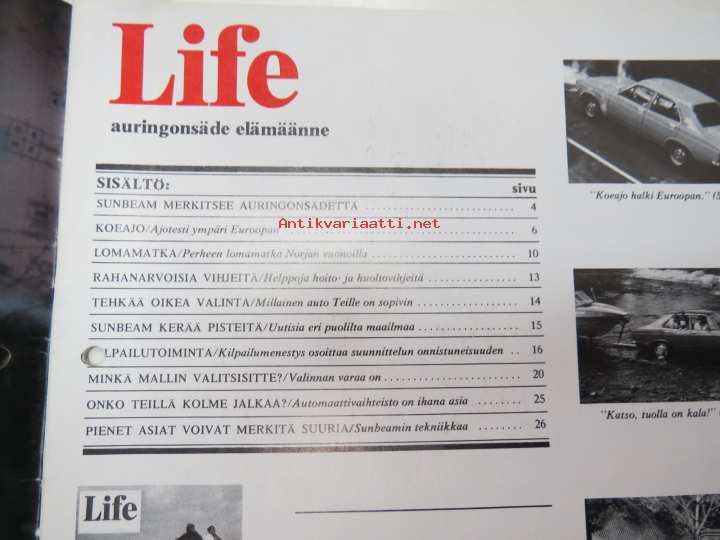 Life
auringonsäde elämäänne
SISÄLTÖ: sivu
SUNBEAM MERKITSEE AURINGONSÄDETTÄ 4
KOEAJO/Ajotesti ympäri Euroopan 6
LOMAMATKA/Perheen lomamatka Norjan vuonoilla 10
RAHANARVOISIA VIHJEITÄ/Helppoja hoito- ja huoltovihjeitä 13
TEHKÄÄ OIKEA VALINTA/Millainen auto Teille on sopivin 14
SUNBEAM KERÄÄ PISTEITÄ/Uutisia eri puolilta maailmaa 15
LPAILUTOIMINTA/Kilpailumenestys osoittaa suunnittelun onnistuneisuuden 16
MINKÄ MALLIN VALITSISITTE?/Valinnan varaa on 20
ONKO TEILLÄ KOLME JALKAA?/Automaattivaihteisto on ihana asia 25
PIENET ASIAT VOIVAT MERKITÄ SUURIA/Sunbeamin tekniikkaa 26
Antikvariaatti.net
"Koeajo halki Euroopan." (5
"Katso, tuolla on kala!" (
Life